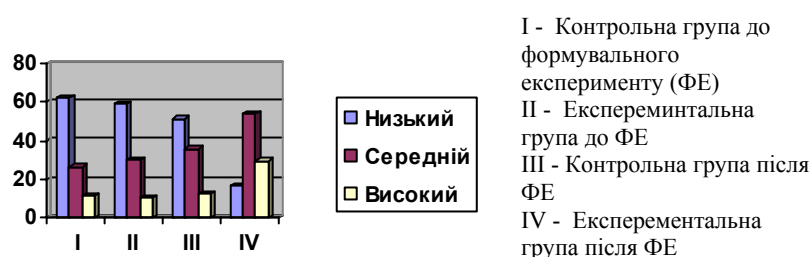 80
60
40
20
0
I
II
III
IV
Низький
Середній
Високий
I - Контрольна група до
формувального
експерименту (ФЕ)
II - Експереминтальна
група до ФЕ
III - Контрольна група після
ФЕ
IV - Експерементальна
група після ФЕ